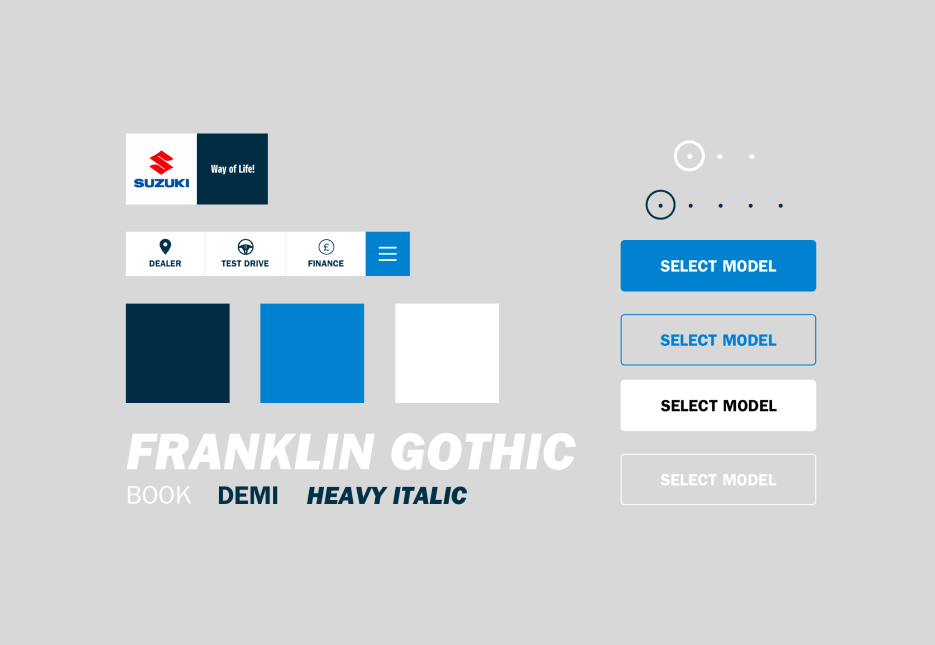 SUZUKI
Way of Life!
DEALER
TEST DRIVE
£
FINANCE
FRANKLIN GOTHIC
BOOK DEMI HEAVY ITALIC
SELECT MODEL
SELECT MODEL
SELECT MODEL
SELECT MODEL